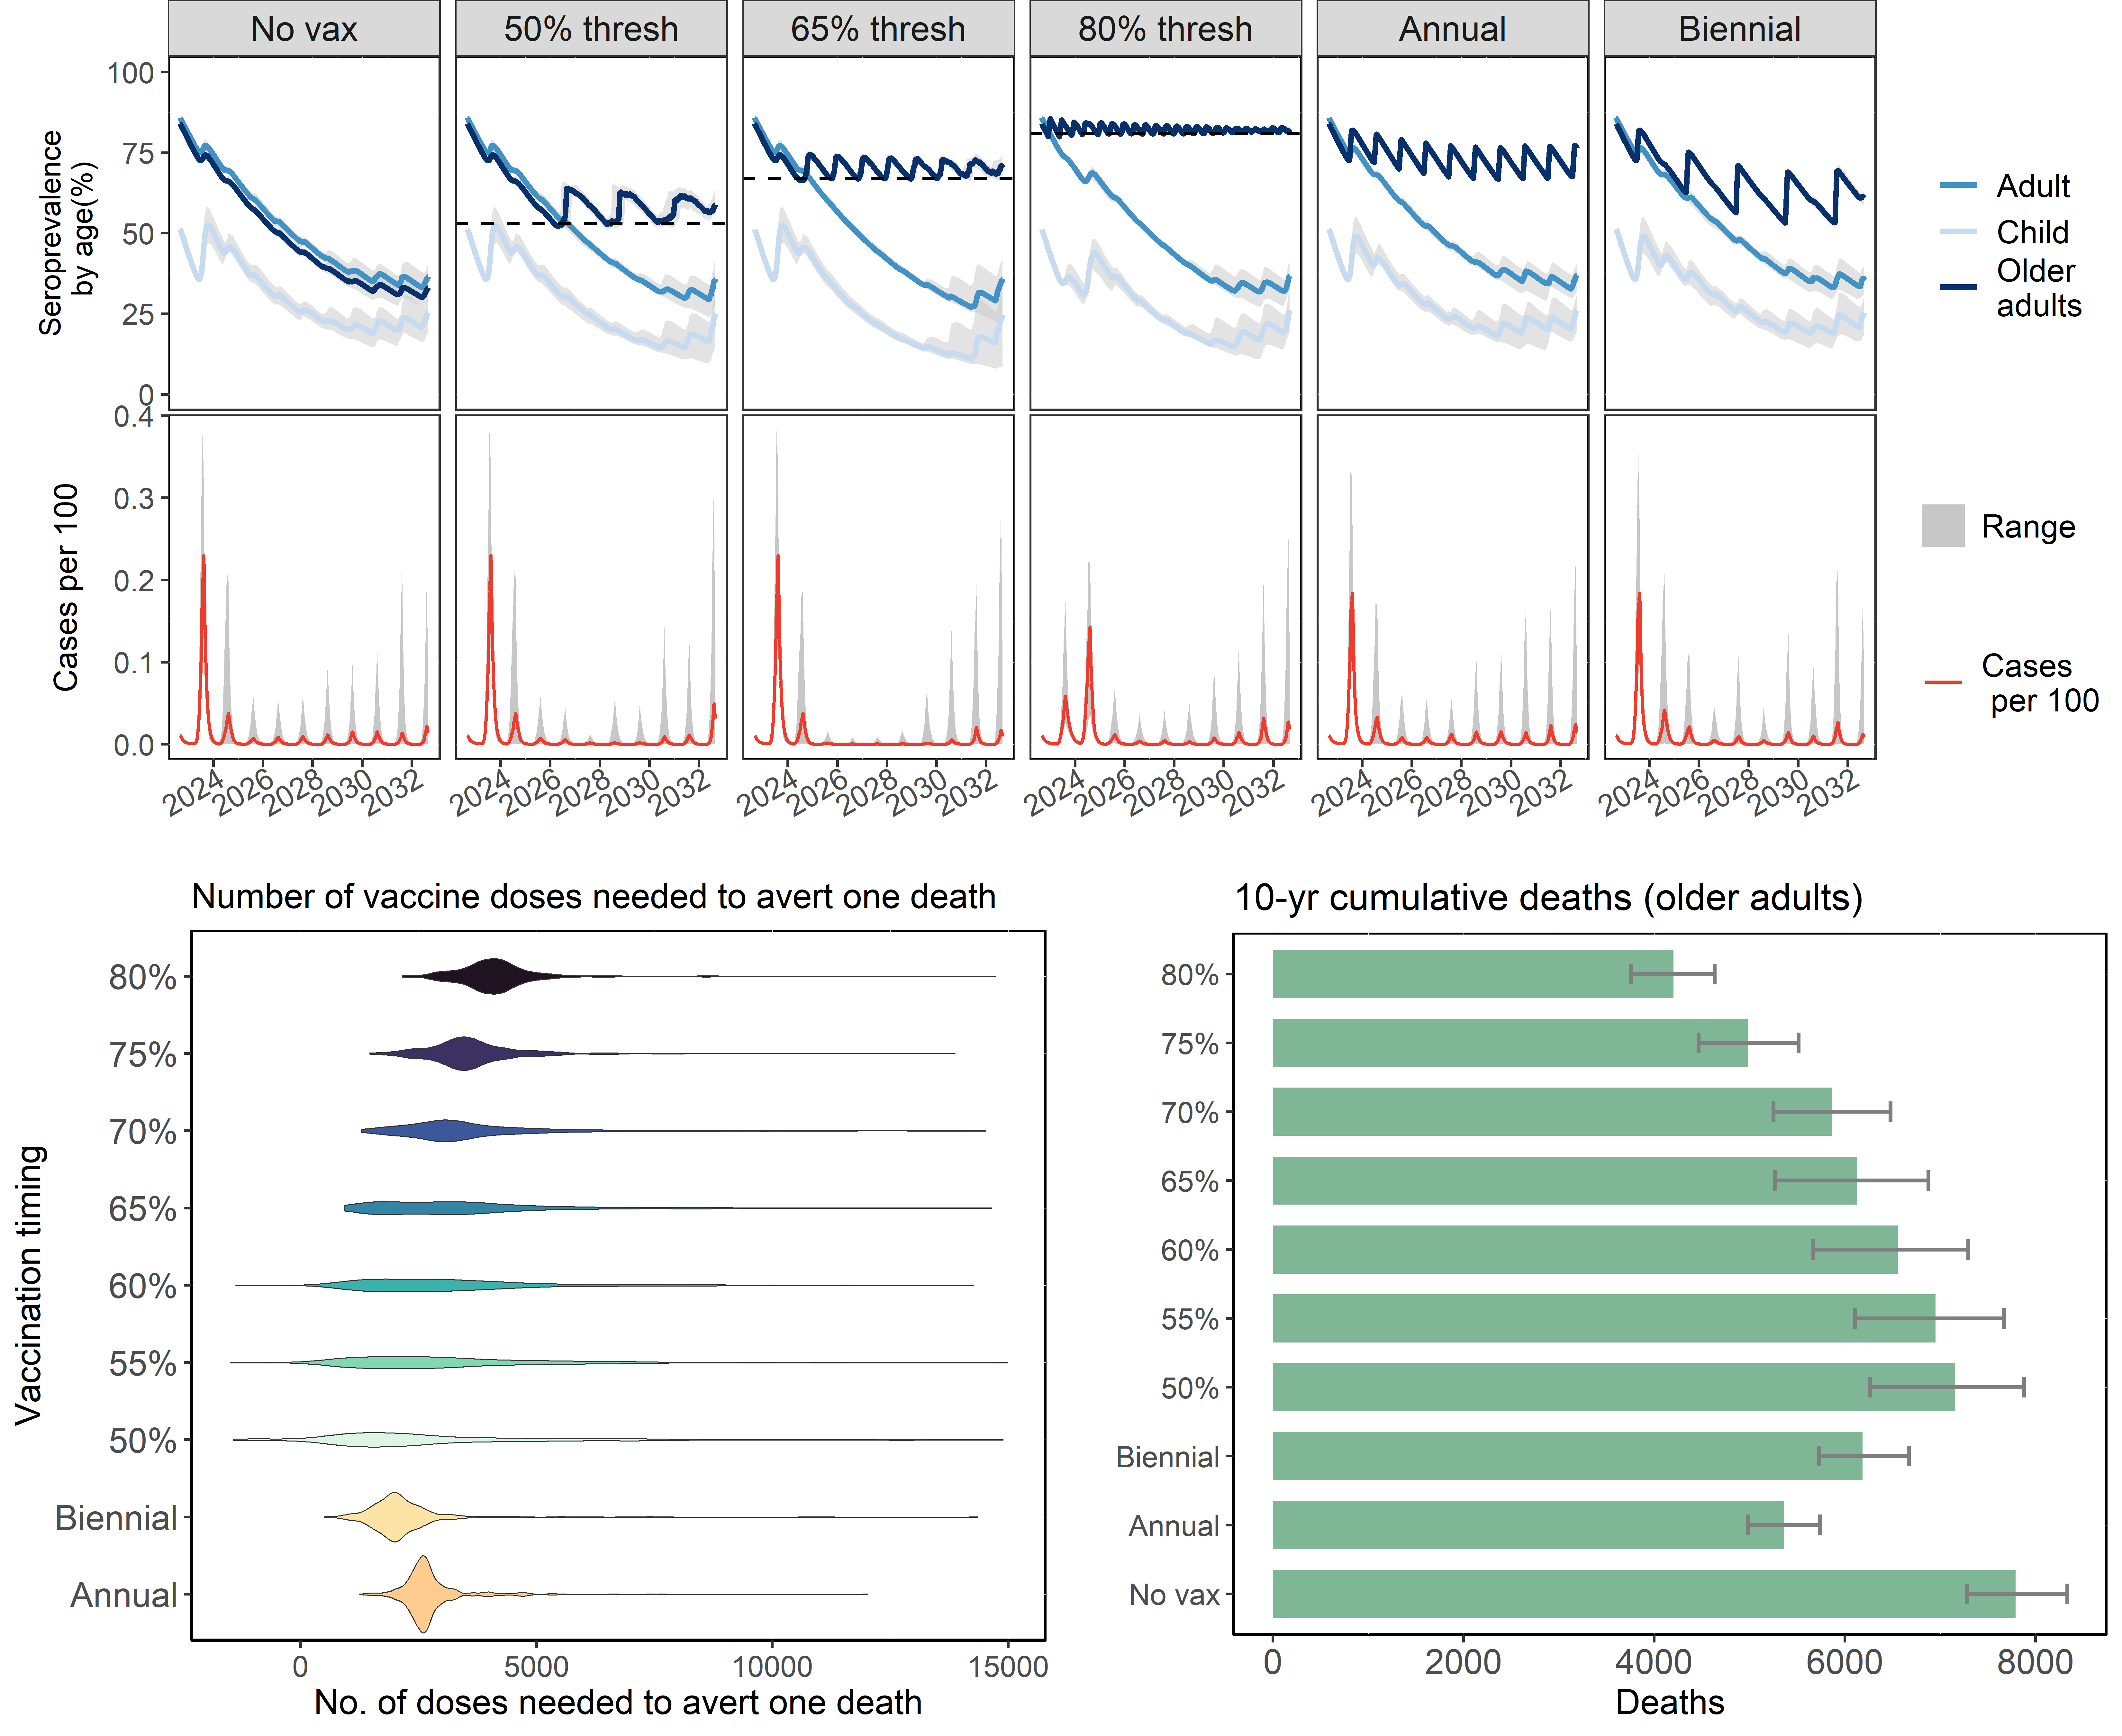 No vax
50% thresh
65% thresh
80% thresh
Annual
Biennial
Seroprevalence
by age(%)
100
75
50
25
0
Adult
Child
Older
adults
Cases per 100
0.4
0.3
0.2
0.1
0.0
Range
Cases
per 100
2024 2026 2028 2030 2032
2024 2026 2028 2030 2032
2024 2026 2028 2030 2032
2024 2026 2028 2030 2032
2024 2026 2028 2030 2032
2024 2026 2028 2030 2032
Number of vaccine doses needed to avert one death
Vaccination timing
80%
75%
70%
65%
60%
55%
50%
Biennial
Annual
0 5000 10000 15000
No. of doses needed to avert one death
10-yr cumulative deaths (older adults)
80%
75%
70%
65%
60%
55%
50%
Biennial
Annual
No vax
0 2000 4000 6000 8000
Deaths